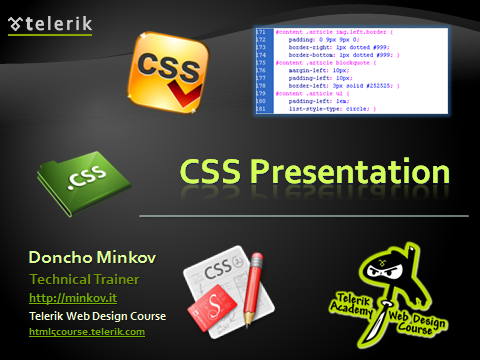 telerik
CSS
171 #content .article img.left.border {
172 padding: 0 9px 9px 0;
173 border-right: 1px dotted #999;
174 border-bottom: 1px dotted #999; }
175 #content .article blockquote {
176 margin-left: 10px;
177 padding-left: 10px;
178 border-left: 3px solid #252525; }
179 #content .article ul {
180 padding-left: 1em;
181 list-style-type: circle; }
.CSS
CSS Presentation
Doncho Minkov
Technical Trainer
http://minkov.it
Telerik Web Design Course
html5course.telerik.com
CSS
S
Telerik Academy
Web Design Course